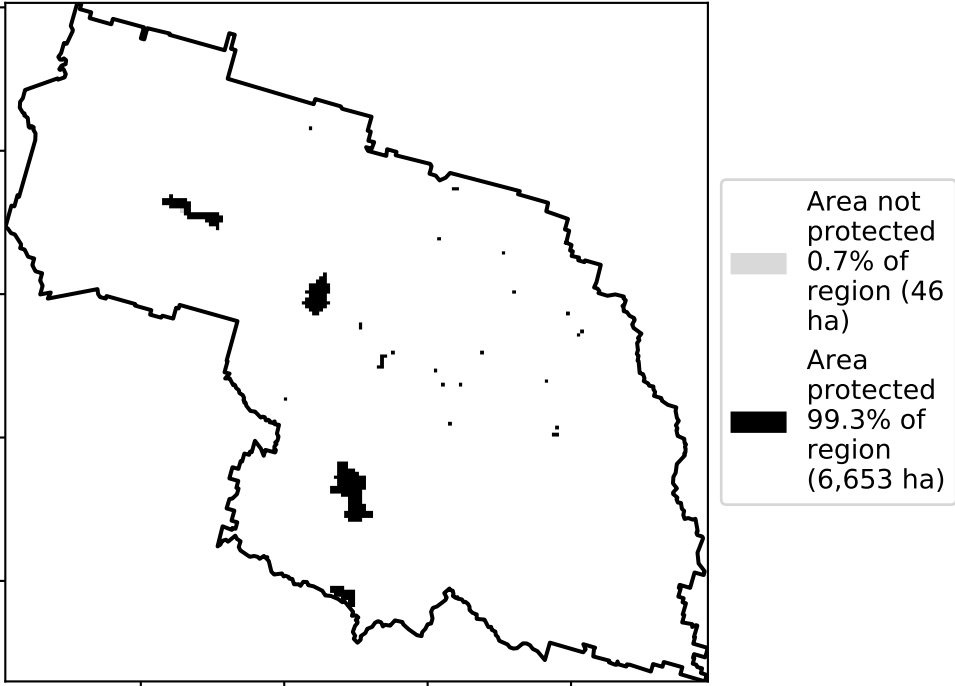 Area not
protected
0.7% of
region (46
ha)
Area
protected
99.3% of
region
(6,653 ha)